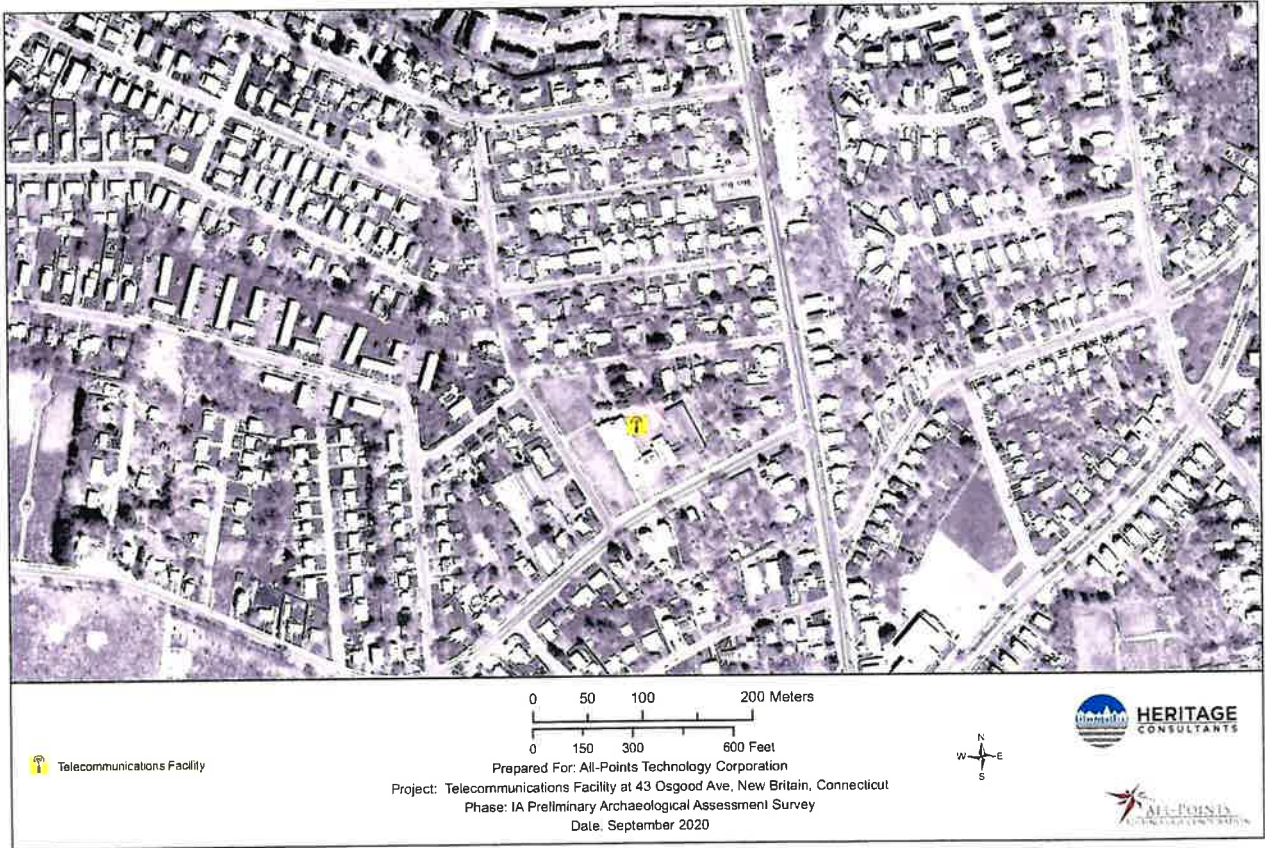 0 50 100 200 Meters
0 150 300 600 Feet
Telecommunications Facility
Prepared For: All-Points Technology Corporation
Project: Telecommunications Facility at 43 Osgood Ave, New Britain, Connecticut
Phase: IA Preliminary Archaeological Assessment Survey
Date. September 2020
N
W E
S
HERITAGE
CONSULTANTS
ALL-POINTS
TECHNOLOGY CORPORATION